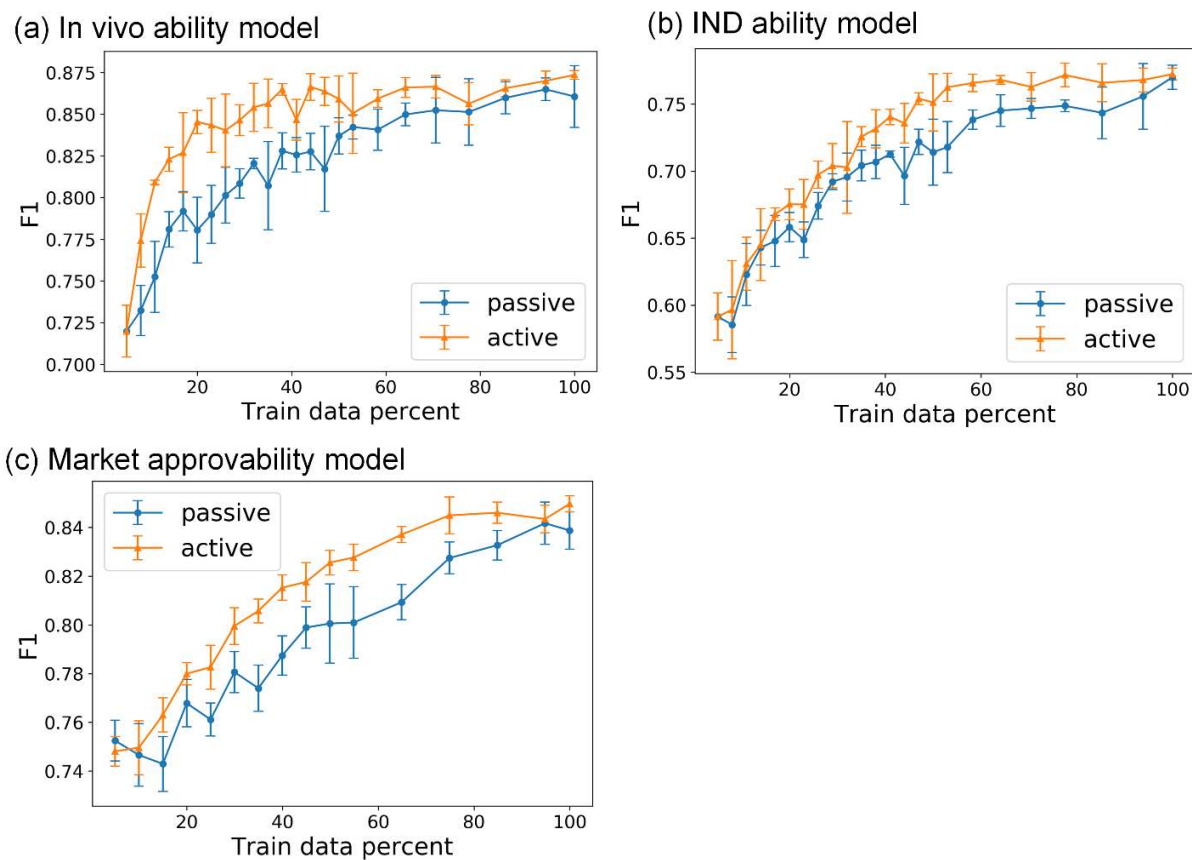 (a) In vivo ability model
F1
0.875
0.850
0.825
0.800
0.775
0.750
0.725
0.700
passive
active
20 40 60 80 100
Train data percent
(b) IND ability model
F1
0.75
0.70
0.65
0.60
0.55
passive
active
20 40 60 80 100
Train data percent
(c) Market approvability model
F1
0.84
0.82
0.80
0.78
0.76
0.74
passive
active
20 40 60 80 100
Train data percent